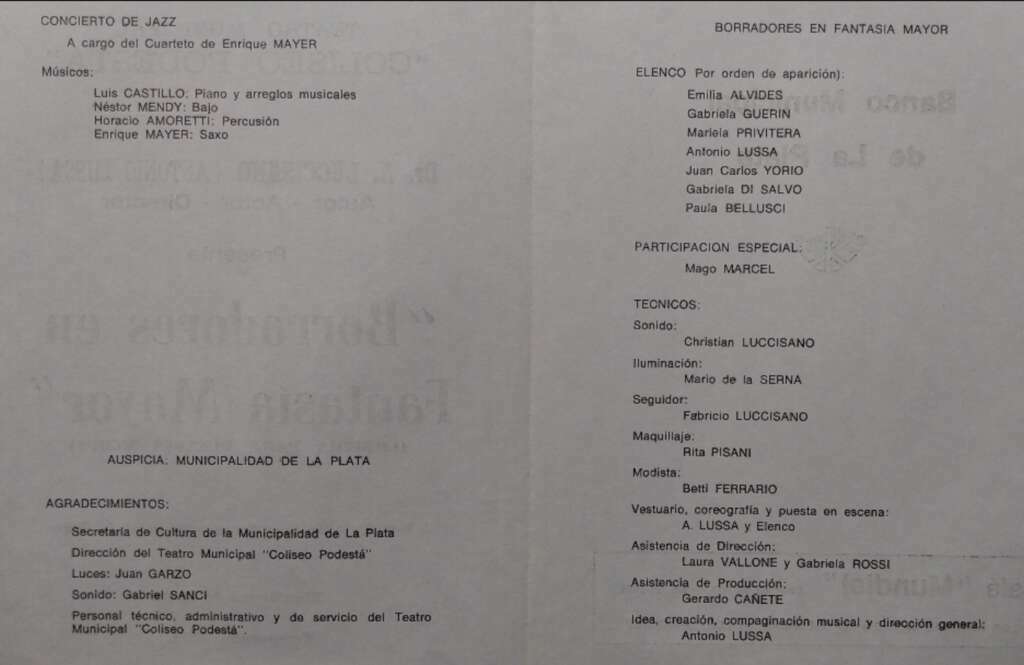 CONCIERTO DE JAZZ
A cargo del Cuarteto de Enrique MAYER
Músicos:
Luis CASTILLO: Piano y arreglos musicales
Néstor MENDY: Bajo
Horacio AMORETTI: Percusión
Enrique MAYER: Saxo
AUSPICIA: MUNICIPALIDAD DE LA PLATA
AGRADECIMIENTOS:
Secretaría de Cultura de la Municipalidad de La Plata
Dirección del Teatro Municipal "Coliseo Podestá"
Luces: Juan GARZO
Sonido: Gabriel SANCI
Personal técnico, administrativo y de servicio del Teatro
Municipal "Coliseo Podestá".
BORRADORES EN FANTASIA MAYOR
ELENCO Por orden de aparición):
Emilia ALVIDES
Gabriela GUERIN
Mariela PRIVITERA
Antonio LUSSA
Juan Carlos YORIO
Gabriela DI SALVO
Paula BELLUSCI
PARTICIPACION ESPECIAL:
Mago MARCEL
TECNICOS:
Sonido:
Christian LUCCISANO
Iluminación:
Mario de la SERNA
Seguidor:
Fabricio LUCCISANO
Maquillaje:
Rita PISANI
Modista:
Betti FERRARIO
Vestuario, coreografía y puesta en escena:
A. LUSSA y Elenco
Asistencia de Dirección:
Laura VALLONE y Gabriela ROSSI
Asistencia de Producción:
Gerardo CAÑETE
Idea, creación, compaginación musical y dirección general:
Antonio LUSSA